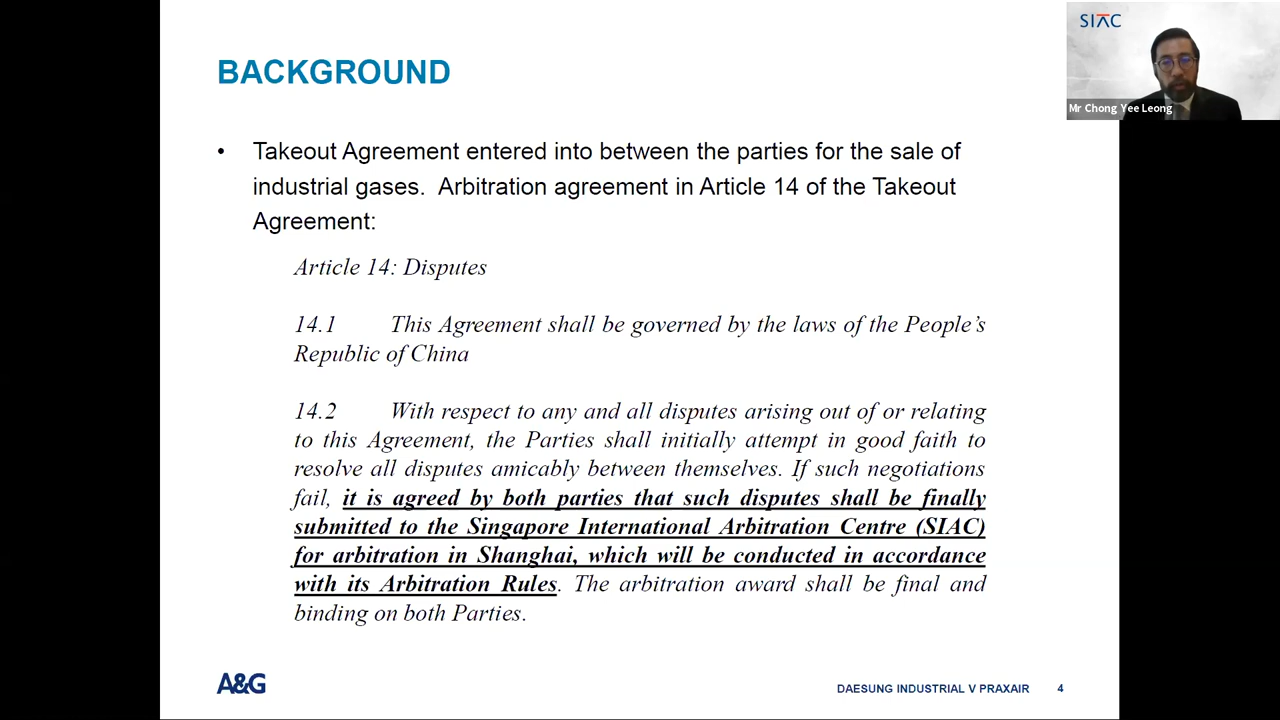 SIAC
Mr Chong Yee Leong
BACKGROUND
• Takeout Agreement entered into between the parties for the sale of
industrial gases. Arbitration agreement in Article 14 of the Takeout
Agreement:
Article 14: Disputes
14.1 This Agreement shall be governed by the laws of the People’s
Republic of China
14.2 With respect to any and all disputes arising out of or relating
to this Agreement, the Parties shall initially attempt in good faith to
resolve all disputes amicably between themselves. If such negotiations
fail, it is agreed by both parties that such disputes shall be finally
submitted to the Singapore International Arbitration Centre (SIAC)
for arbitration in Shanghai, which will be conducted in accordance
with its Arbitration Rules. The arbitration award shall be final and
binding on both Parties.
A&G
DAESUNG INDUSTRIAL V PRAXAIR 4